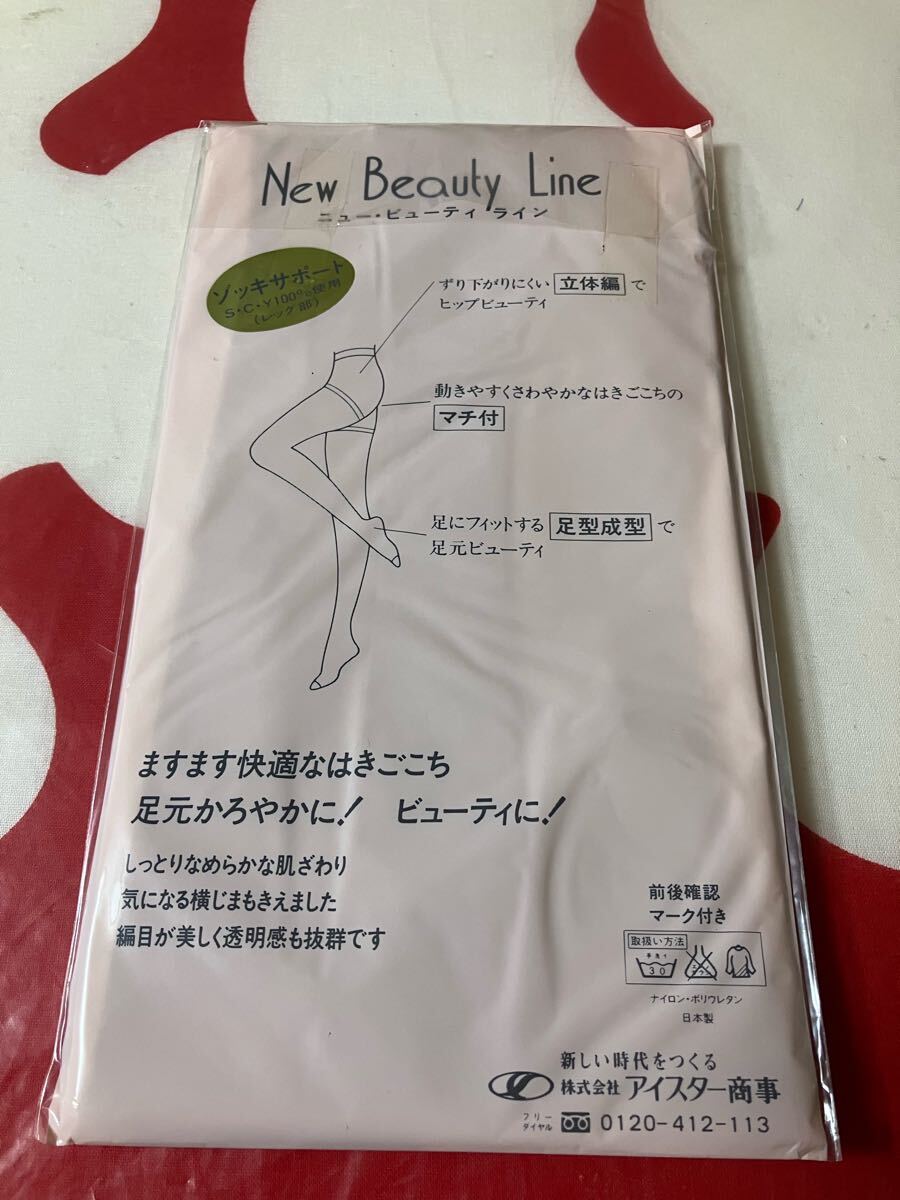 New Beauty Line
ニュー・ビューティ ライン
ゾッキサポート
S・C・Y100%使用
(レッグ部)
ずり下がりにくい 立体編 で
ヒップビューティ
動きやすくさわやかなはきごこちの
マチ付
足にフィットする 足型成型 で
足元ビューティ
ますます快適なはきごこち
足元かろやかに! ビューティに!
しっとりなめらかな肌ざわり
気になる横じまもきえました
編目が美しく透明感も抜群です
前後確認
マーク付き
取扱い方法
手洗イ
30
ナイロン・ポリウレタン
日本製
新しい時代をつくる
株式会社 アイスター商事
フリー
ダイヤル 0120-412-113